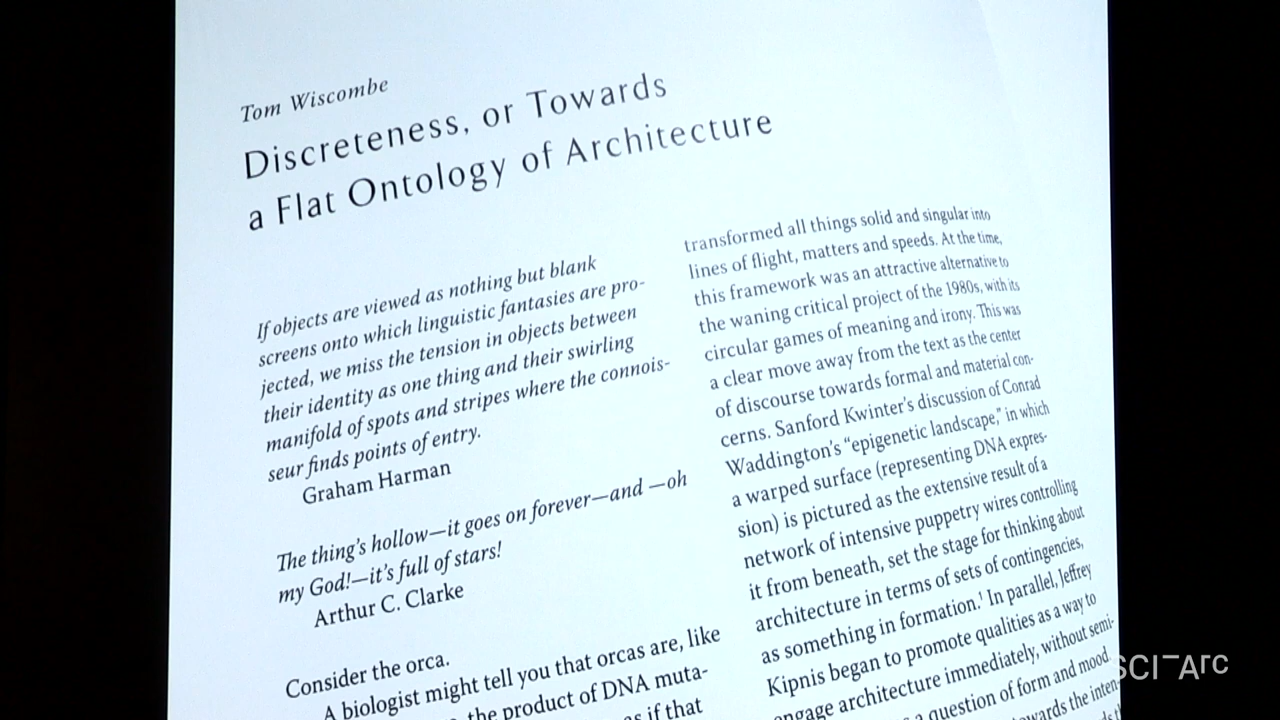 Tom Wiscombe
Discreteness, or Towards
a Flat Ontology of Architecture
If objects are viewed as nothing but blank
screens onto which linguistic fantasies are pro-
jected, we miss the tension in objects between
their identity as one thing and their swirling
manifold of spots and stripes where the connois-
seur finds points of entry.
Graham Harman
The thing's hollow—it goes on forever—and —oh
my God!—it's full of stars!
Arthur C. Clarke
Consider the orca.
A biologist might tell you that orcas are, like
the product of DNA muta-
as if that
transformed all things solid and singular into
lines of flight, matters and speeds. At the time,
this framework was an attractive alternative to
the waning critical project of the 1980s, with its
circular games of meaning and irony. This was
a clear move away from the text as the center
of discourse towards formal and material con-
cerns. Sanford Kwinter's discussion of Conrad
Waddington's “epigenetic landscape,” in which
a warped surface (representing DNA expres-
sion) is pictured as the extensive result of a
network of intensive puppetry wires controlling
it from beneath, set the stage for thinking about
architecture in terms of sets of contingencies,
as something in formation.¹ In parallel, Jeffrey
Kipnis began to promote qualities as a way to
engage architecture immediately, without semi-
a question of form and mood
towards the inten-
SCI-Arc